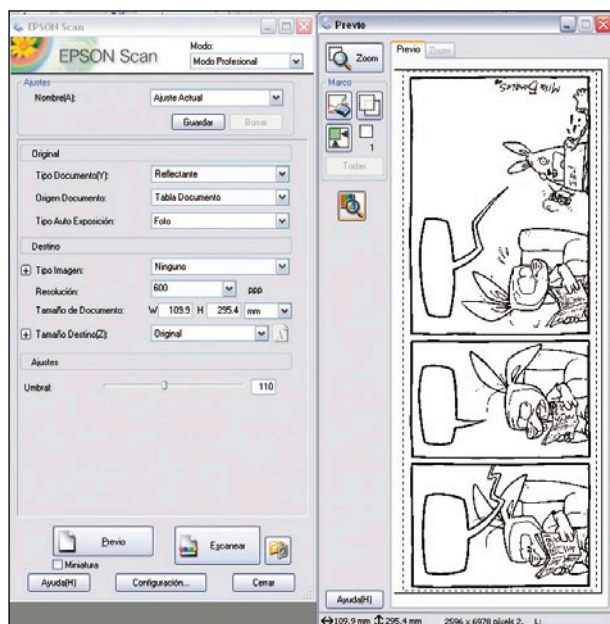 EPSON Scan
EPSON Scan
Modo:
Modo Profesional
Ajustes
Nombre(A):
Ajuste Actual
Guardar
Borrar
Original
Tipo Documento(Y):
Reflectante
Origen Documento:
Tabla Documento
Tipo Auto Exposición:
Foto
Destino
Tipo Imagen:
Ninguno
Resolución:
600
ppp
Tamaño de Documento:
W 109.9 H 295.4 mm
Tamaño Destino(Z):
Original
Ajustes
Umbral:
110
Previo
Escanear
Miniatura
Ayuda(H)
Configuración...
Cerrar
Previo
Zoom
Previo
Zoom
Marco
1
Todas
Ayuda(H)
109.9 mm 295.4 mm
2596 x 6978 pixels 2.
L: